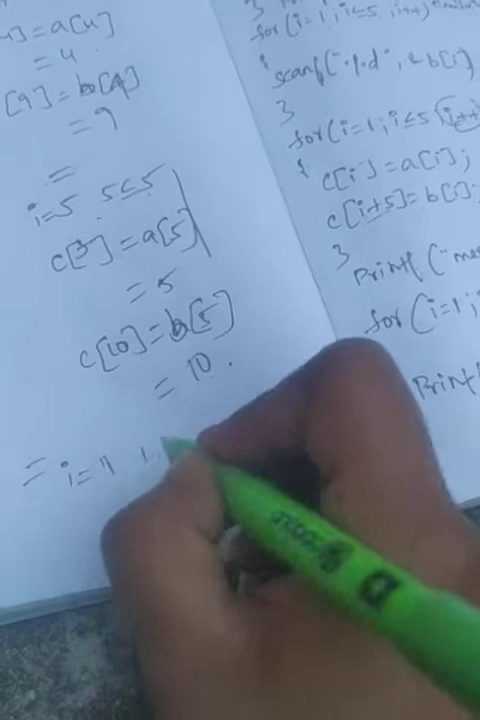 =a[4]
= 4
[9]=b[4]
= 9
=
i=5 5≤5
c[5]=a[5]
= 5
c[10]=b[5]
= 10.
= i=1
}
for(i=1; i≤5; i++)
{
scanf("%d", &b[i]
}
for(i=1; i≤5 i++
{
c[i]=a[i];
c[i+5]=b[i];
}
Printf("
for(i=1;
Printf